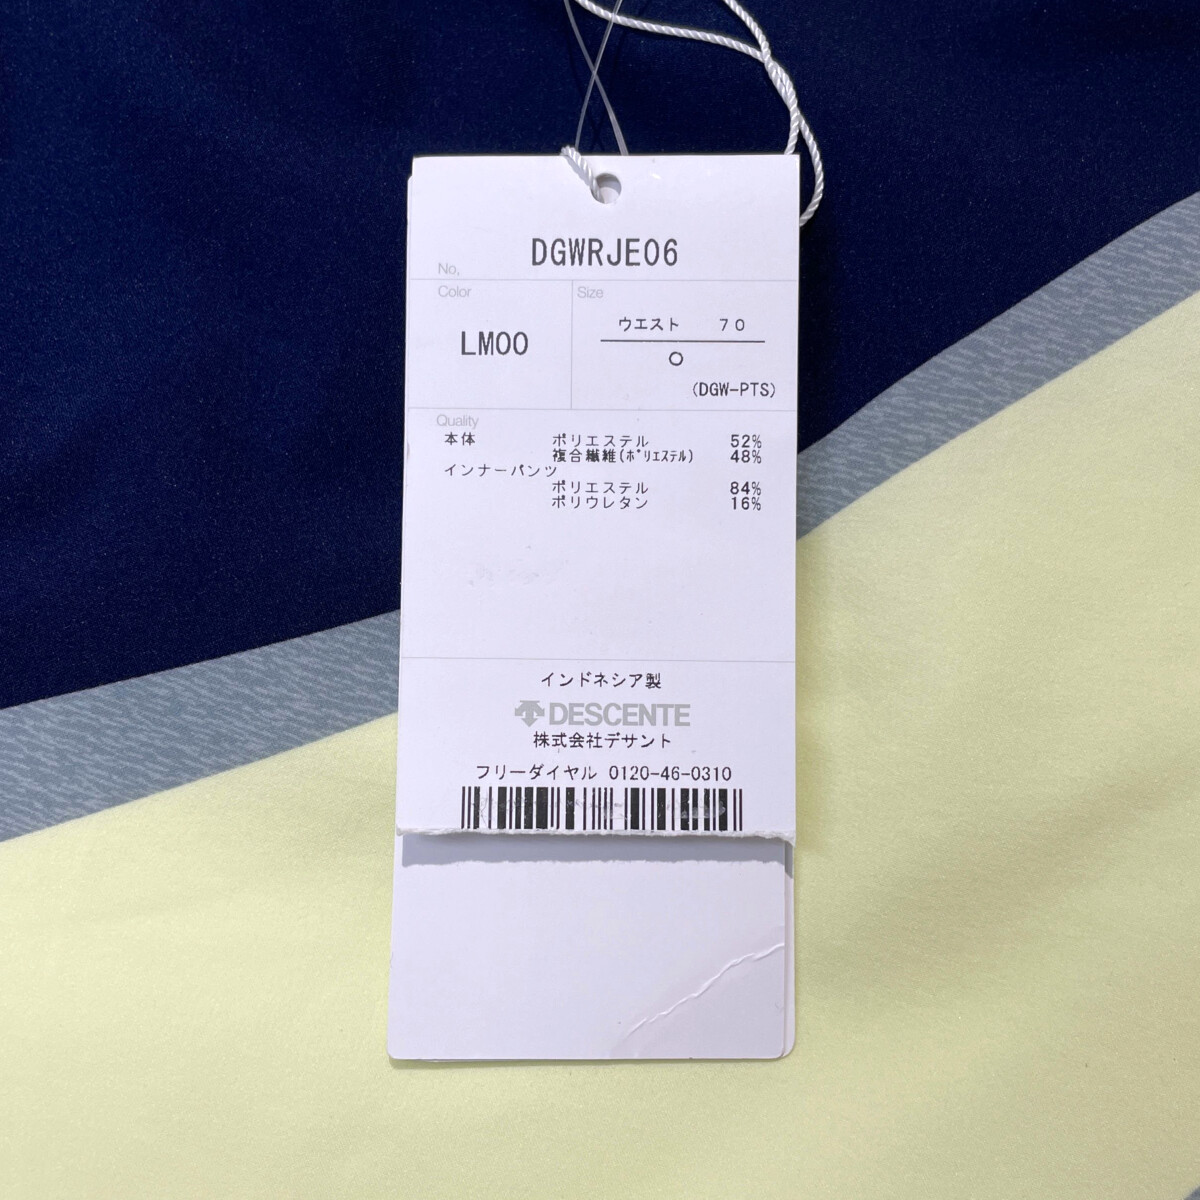 DGWRJE06
No,
Color
Size
LM00
ウエスト 70
O
(DGW-PTS)
Quality
本体 ポリエステル 52%
複合繊維(ﾎﾟﾘｴｽﾃﾙ) 48%
インナーパンツ
ポリエステル 84%
ポリウレタン 16%
インドネシア製
DESCENTE
株式会社デサント
フリーダイヤル 0120-46-0310